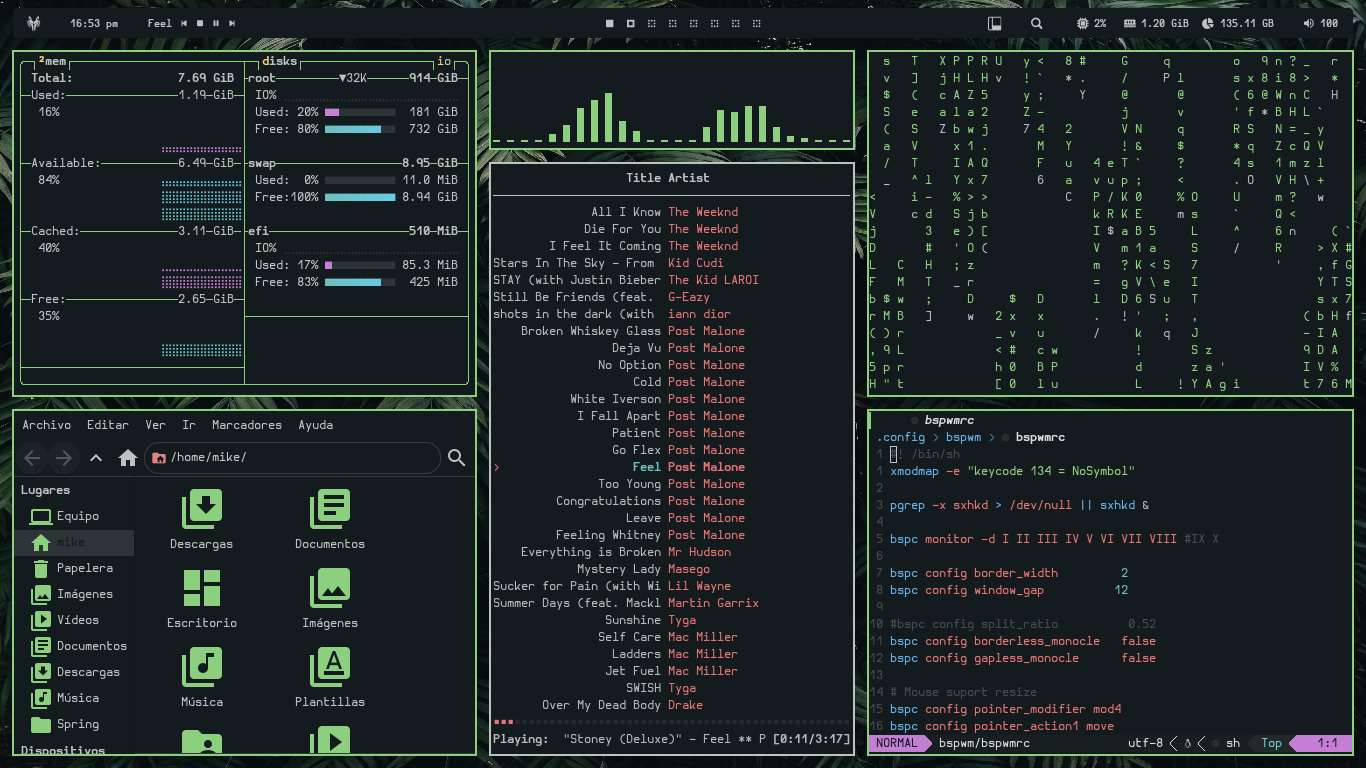 16:53 pm Feel 2% 1.20 GiB 135.11 GB 100
²mem
Total: 7.69 GiB
Used: 1.19 GiB
16%
Available: 6.49 GiB
84%
Cached: 3.11 GiB
40%
Free: 2.65 GiB
35%
disks io
root ▼32K 914 GiB
IO%
Used: 20% 181 GiB
Free: 80% 732 GiB
swap 8.95 GiB
Used: 0% 11.0 MiB
Free:100% 8.94 GiB
efi 510 MiB
IO%
Used: 17% 85.3 MiB
Free: 83% 425 MiB
Archivo Editar Ver Ir Marcadores Ayuda
/home/mike/
Lugares
Equipo
mike
Papelera
Imágenes
Vídeos
Documentos
Descargas
Música
Spring
Dispositivos
Descargas Documentos
Escritorio Imágenes
Música Plantillas
Title Artist
All I Know The Weeknd
Die For You The Weeknd
I Feel It Coming The Weeknd
Stars In The Sky - From Kid Cudi
STAY (with Justin Bieber The Kid LAROI
Still Be Friends (feat. G-Eazy
shots in the dark (with iann dior
Broken Whiskey Glass Post Malone
Deja Vu Post Malone
No Option Post Malone
Cold Post Malone
White Iverson Post Malone
I Fall Apart Post Malone
Patient Post Malone
Go Flex Post Malone
› Feel Post Malone
Too Young Post Malone
Congratulations Post Malone
Leave Post Malone
Feeling Whitney Post Malone
Everything is Broken Mr Hudson
Mystery Lady Masego
Sucker for Pain (with Wi Lil Wayne
Summer Days (feat. Mackl Martin Garrix
Sunshine Tyga
Self Care Mac Miller
Ladders Mac Miller
Jet Fuel Mac Miller
SWISH Tyga
Over My Dead Body Drake
Playing: "Stoney (Deluxe)" - Feel ** P [0:11/3:17]
bspwmrc
.config > bspwm > bspwmrc
1 #! /bin/sh
1 xmodmap -e "keycode 134 = NoSymbol"
2
3 pgrep -x sxhkd > /dev/null || sxhkd &
4
5 bspc monitor -d I II III IV V VI VII VIII #IX X
6
7 bspc config border_width 2
8 bspc config window_gap 12
9
10 #bspc config split_ratio 0.52
11 bspc config borderless_monocle false
12 bspc config gapless_monocle false
13
14 # Mouse suport resize
15 bspc config pointer_modifier mod4
16 bspc config pointer_action1 move
NORMAL bspwm/bspwmrc utf-8 sh Top 1:1